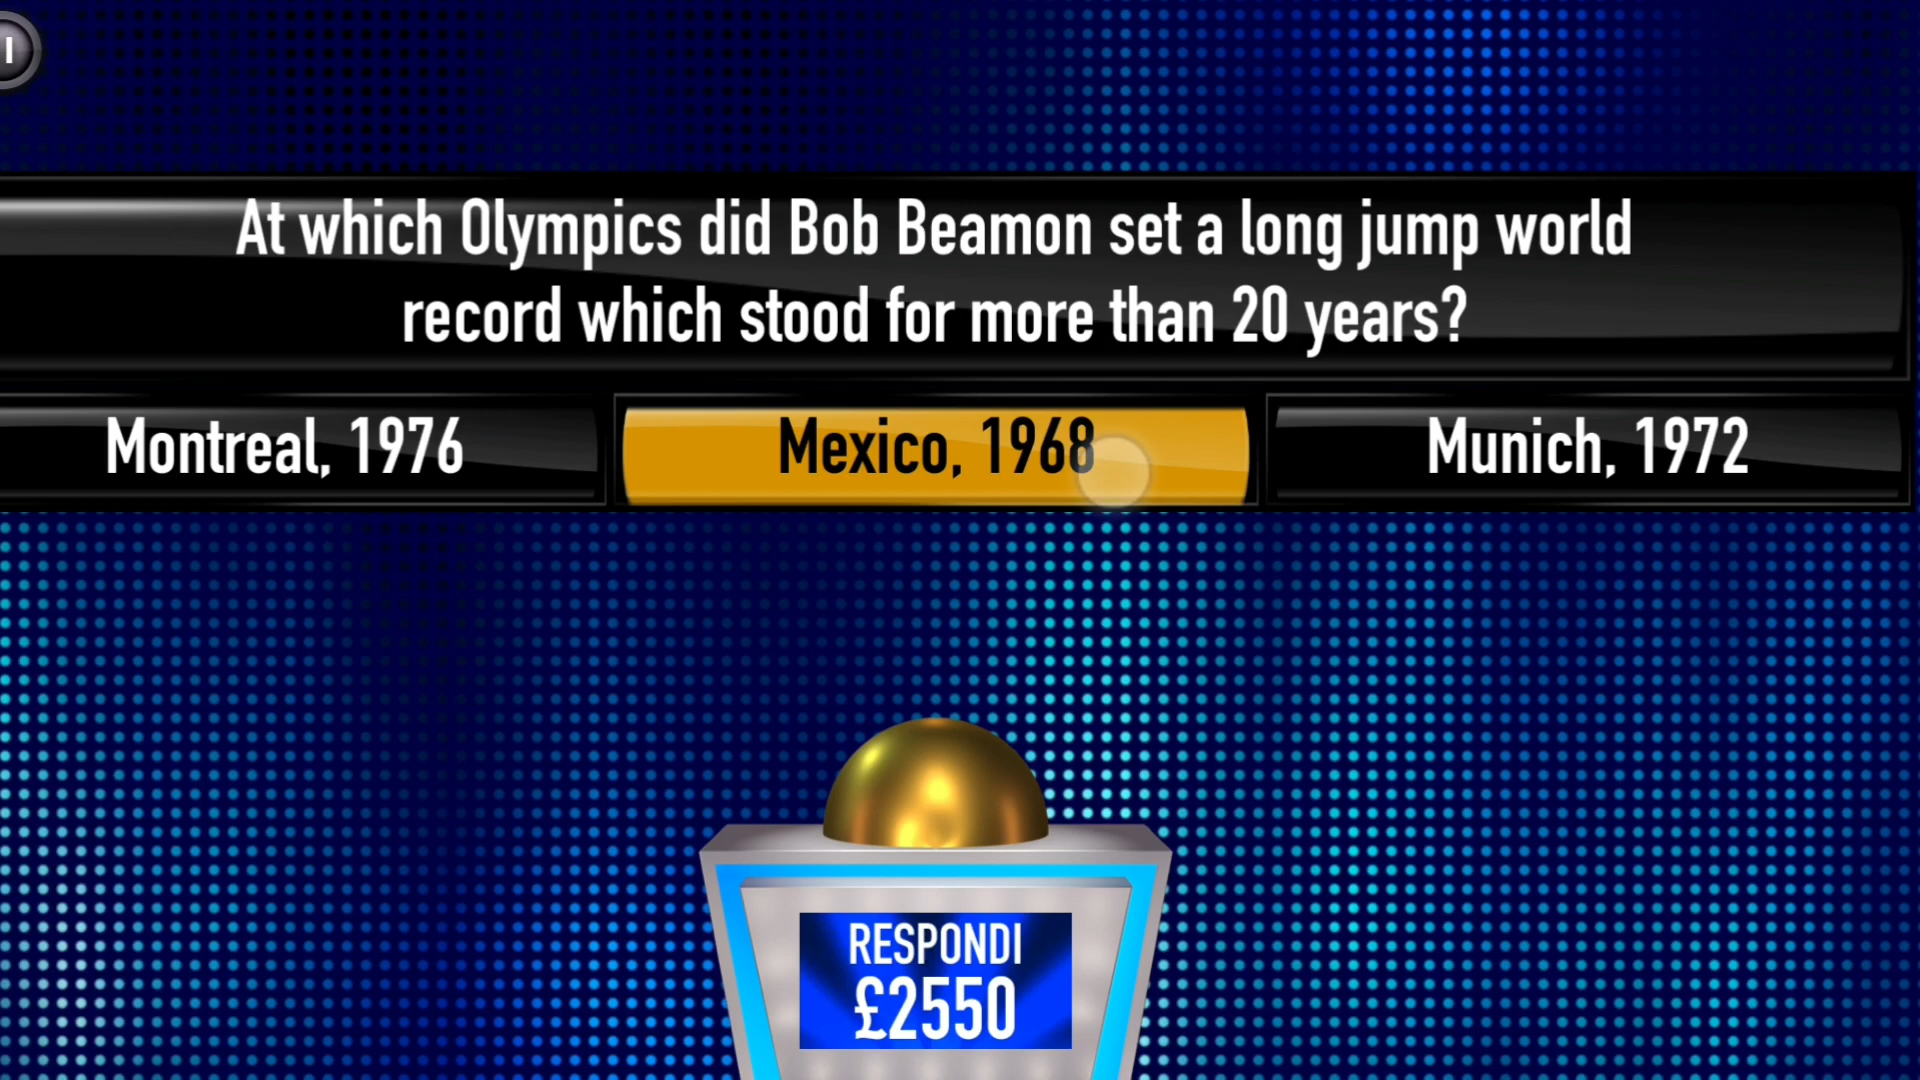 At which Olympics did Bob Beamon set a long jump world
record which stood for more than 20 years?
Montreal, 1976
Mexico, 1968
Munich, 1972
RESPONDI
£2550